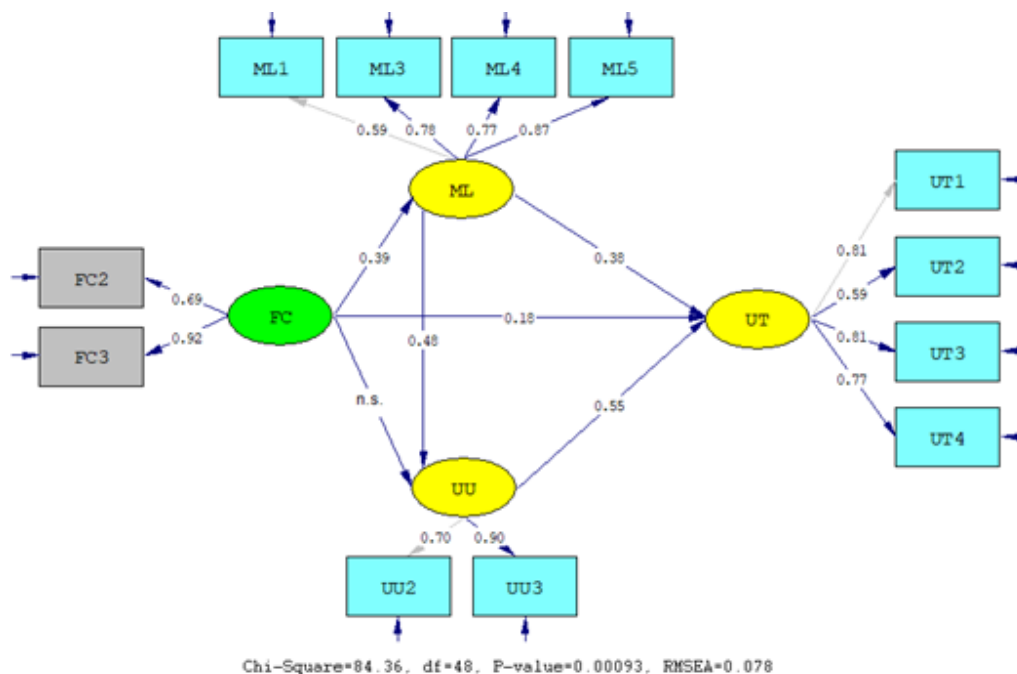 ML1 ML3 ML4 ML5
0.59 0.78 0.77 0.87
ML
UT1
0.81
UT2
0.59
0.39
0.38
FC2
0.69
FC
0.18
UT
FC3
0.92
0.48
0.81
UT3
0.77
n.s.
0.55
UT4
UU
0.70 0.90
UU2 UU3
Chi-Square=84.36, df=48, P-value=0.00093, RMSEA=0.078